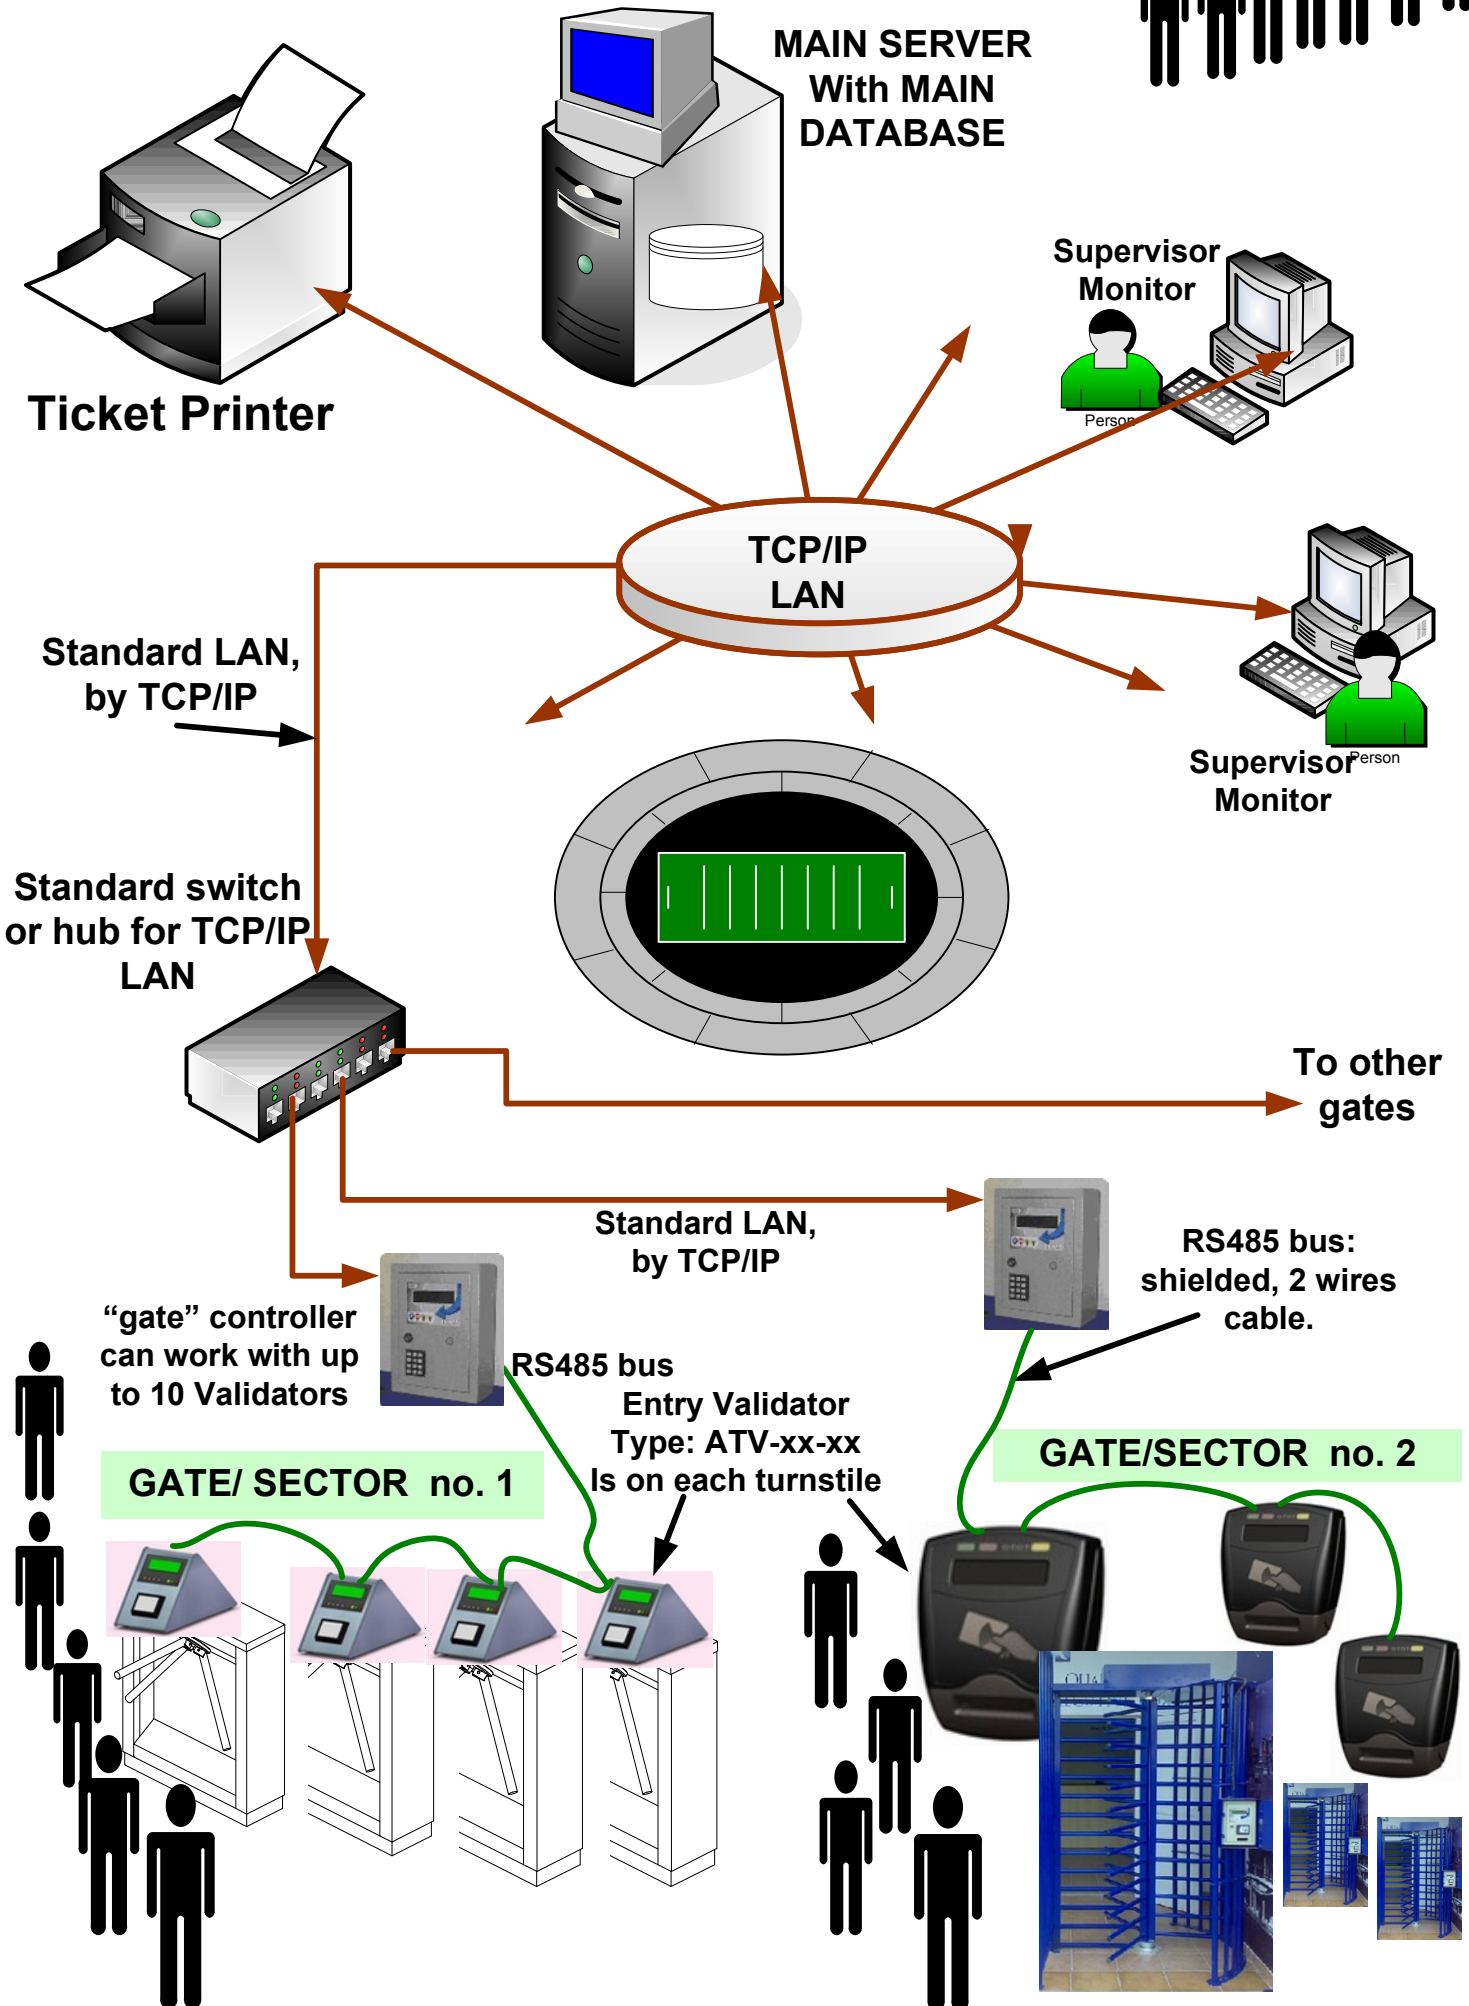 MAIN SERVER
With MAIN
DATABASE
Supervisor
Monitor
Person
Ticket Printer
TCP/IP
LAN
Standard LAN,
by TCP/IP
Person
Supervisor
Monitor
Standard switch
or hub for TCP/IP
LAN
To other
gates
Standard LAN,
by TCP/IP
RS485 bus:
shielded, 2 wires
cable.
“gate” controller
can work with up
to 10 Validators
RS485 bus
Entry Validator
Type: ATV-xx-xx
Is on each turnstile
GATE/ SECTOR no. 1
GATE/SECTOR no. 2